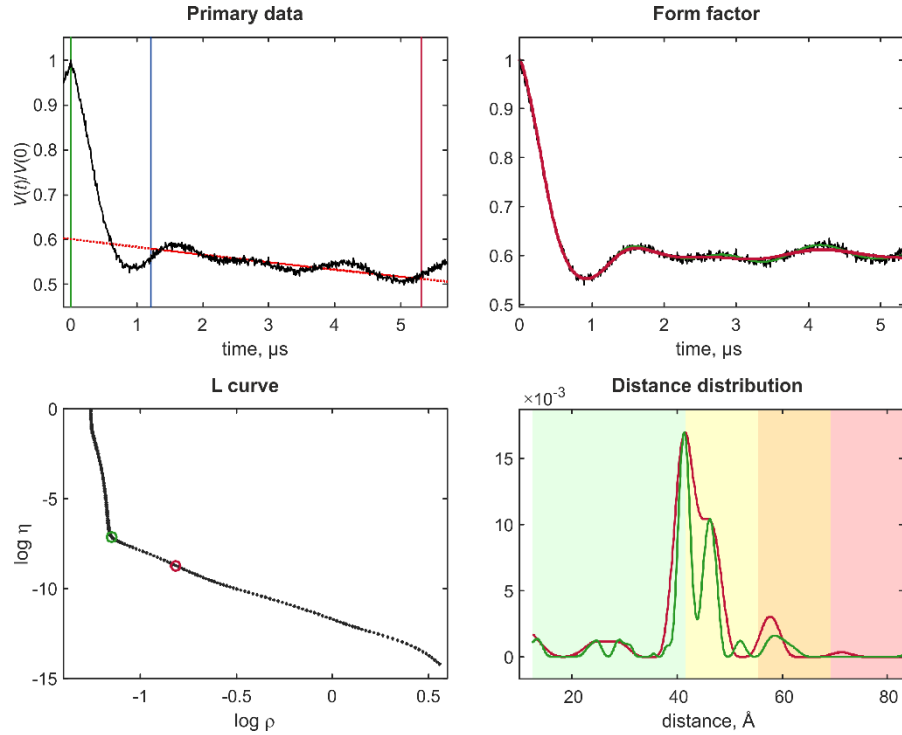 Primary data
V(t)/V(0)
1
0.9
0.8
0.7
0.6
0.5
0 1 2 3 4 5
time, µs
Form factor
1
0.9
0.8
0.7
0.6
0.5
0 1 2 3 4 5
time, µs
L curve
log η
0
-5
-10
-15
-1 -0.5 0 0.5
log ρ
Distance distribution
×10⁻³
15
10
5
0
20 40 60 80
distance, Å